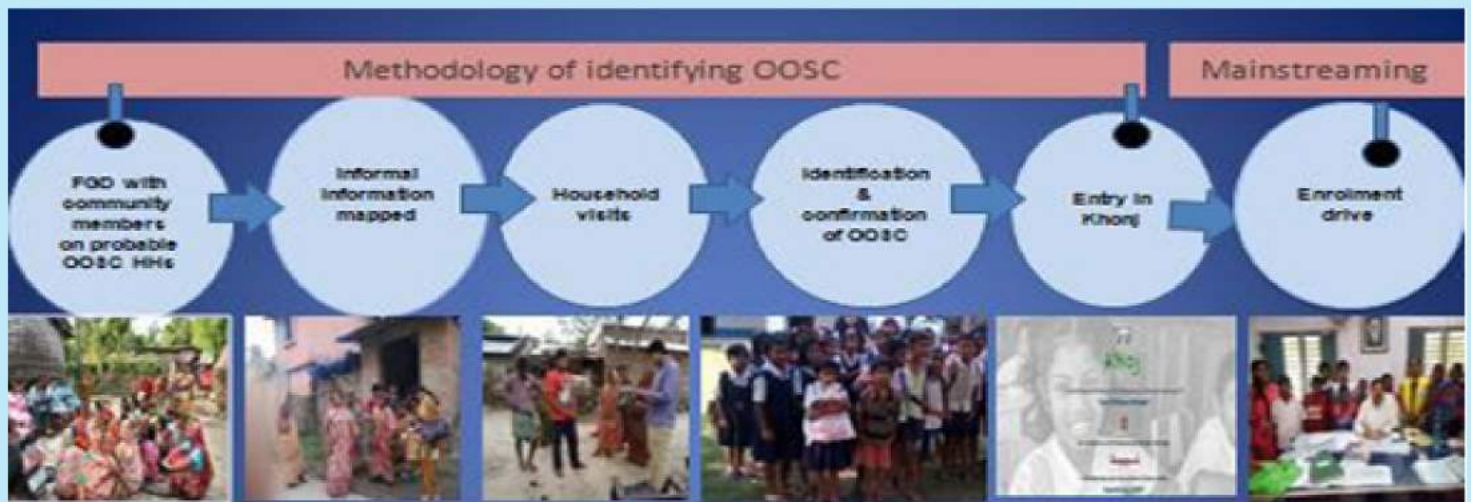 Methodology of identifying OOSC
Mainstreaming
FGD with
community
members
on probable
OOSC HHs
Informal
information
mapped
Household
visits
Identification
&
confirmation
of OOSC
Entry in
Khonj
Enrolment
drive
Khoj